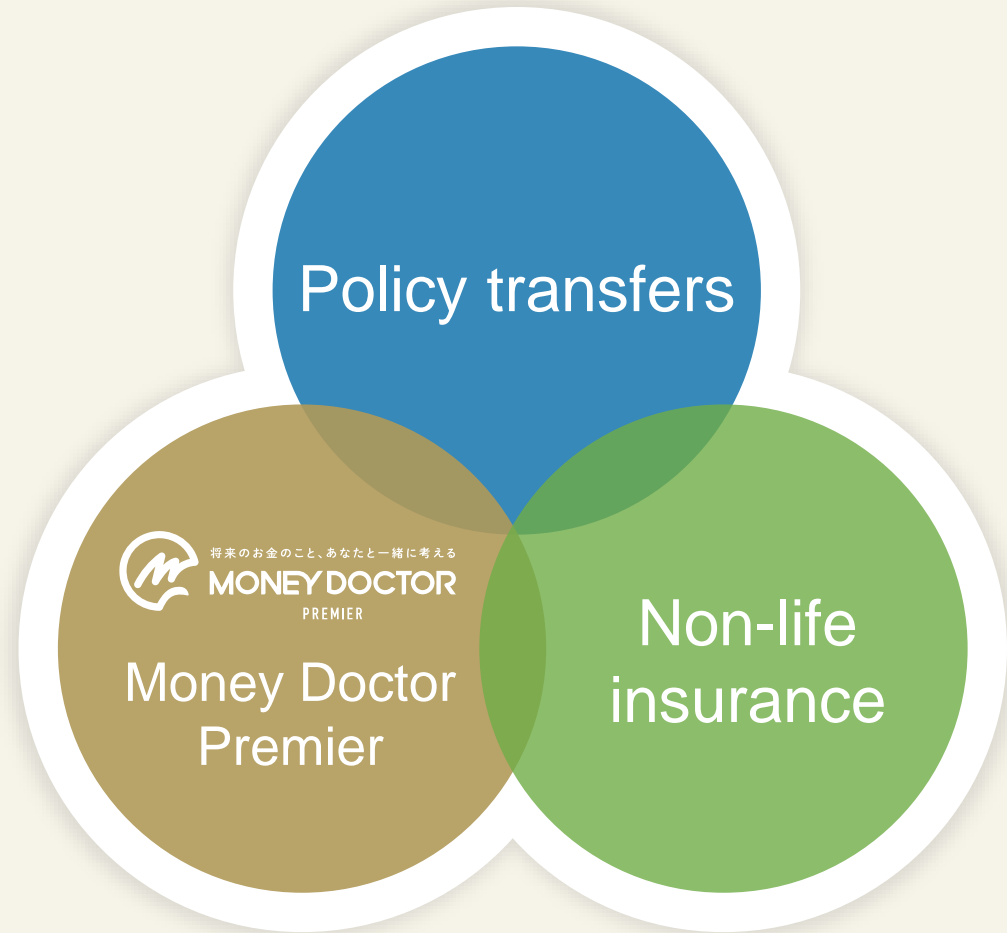 Policy transfers
将来のお金のこと、あなたと一緒に考える
MONEY DOCTOR
PREMIER
Money Doctor
Premier
Non-life
insurance